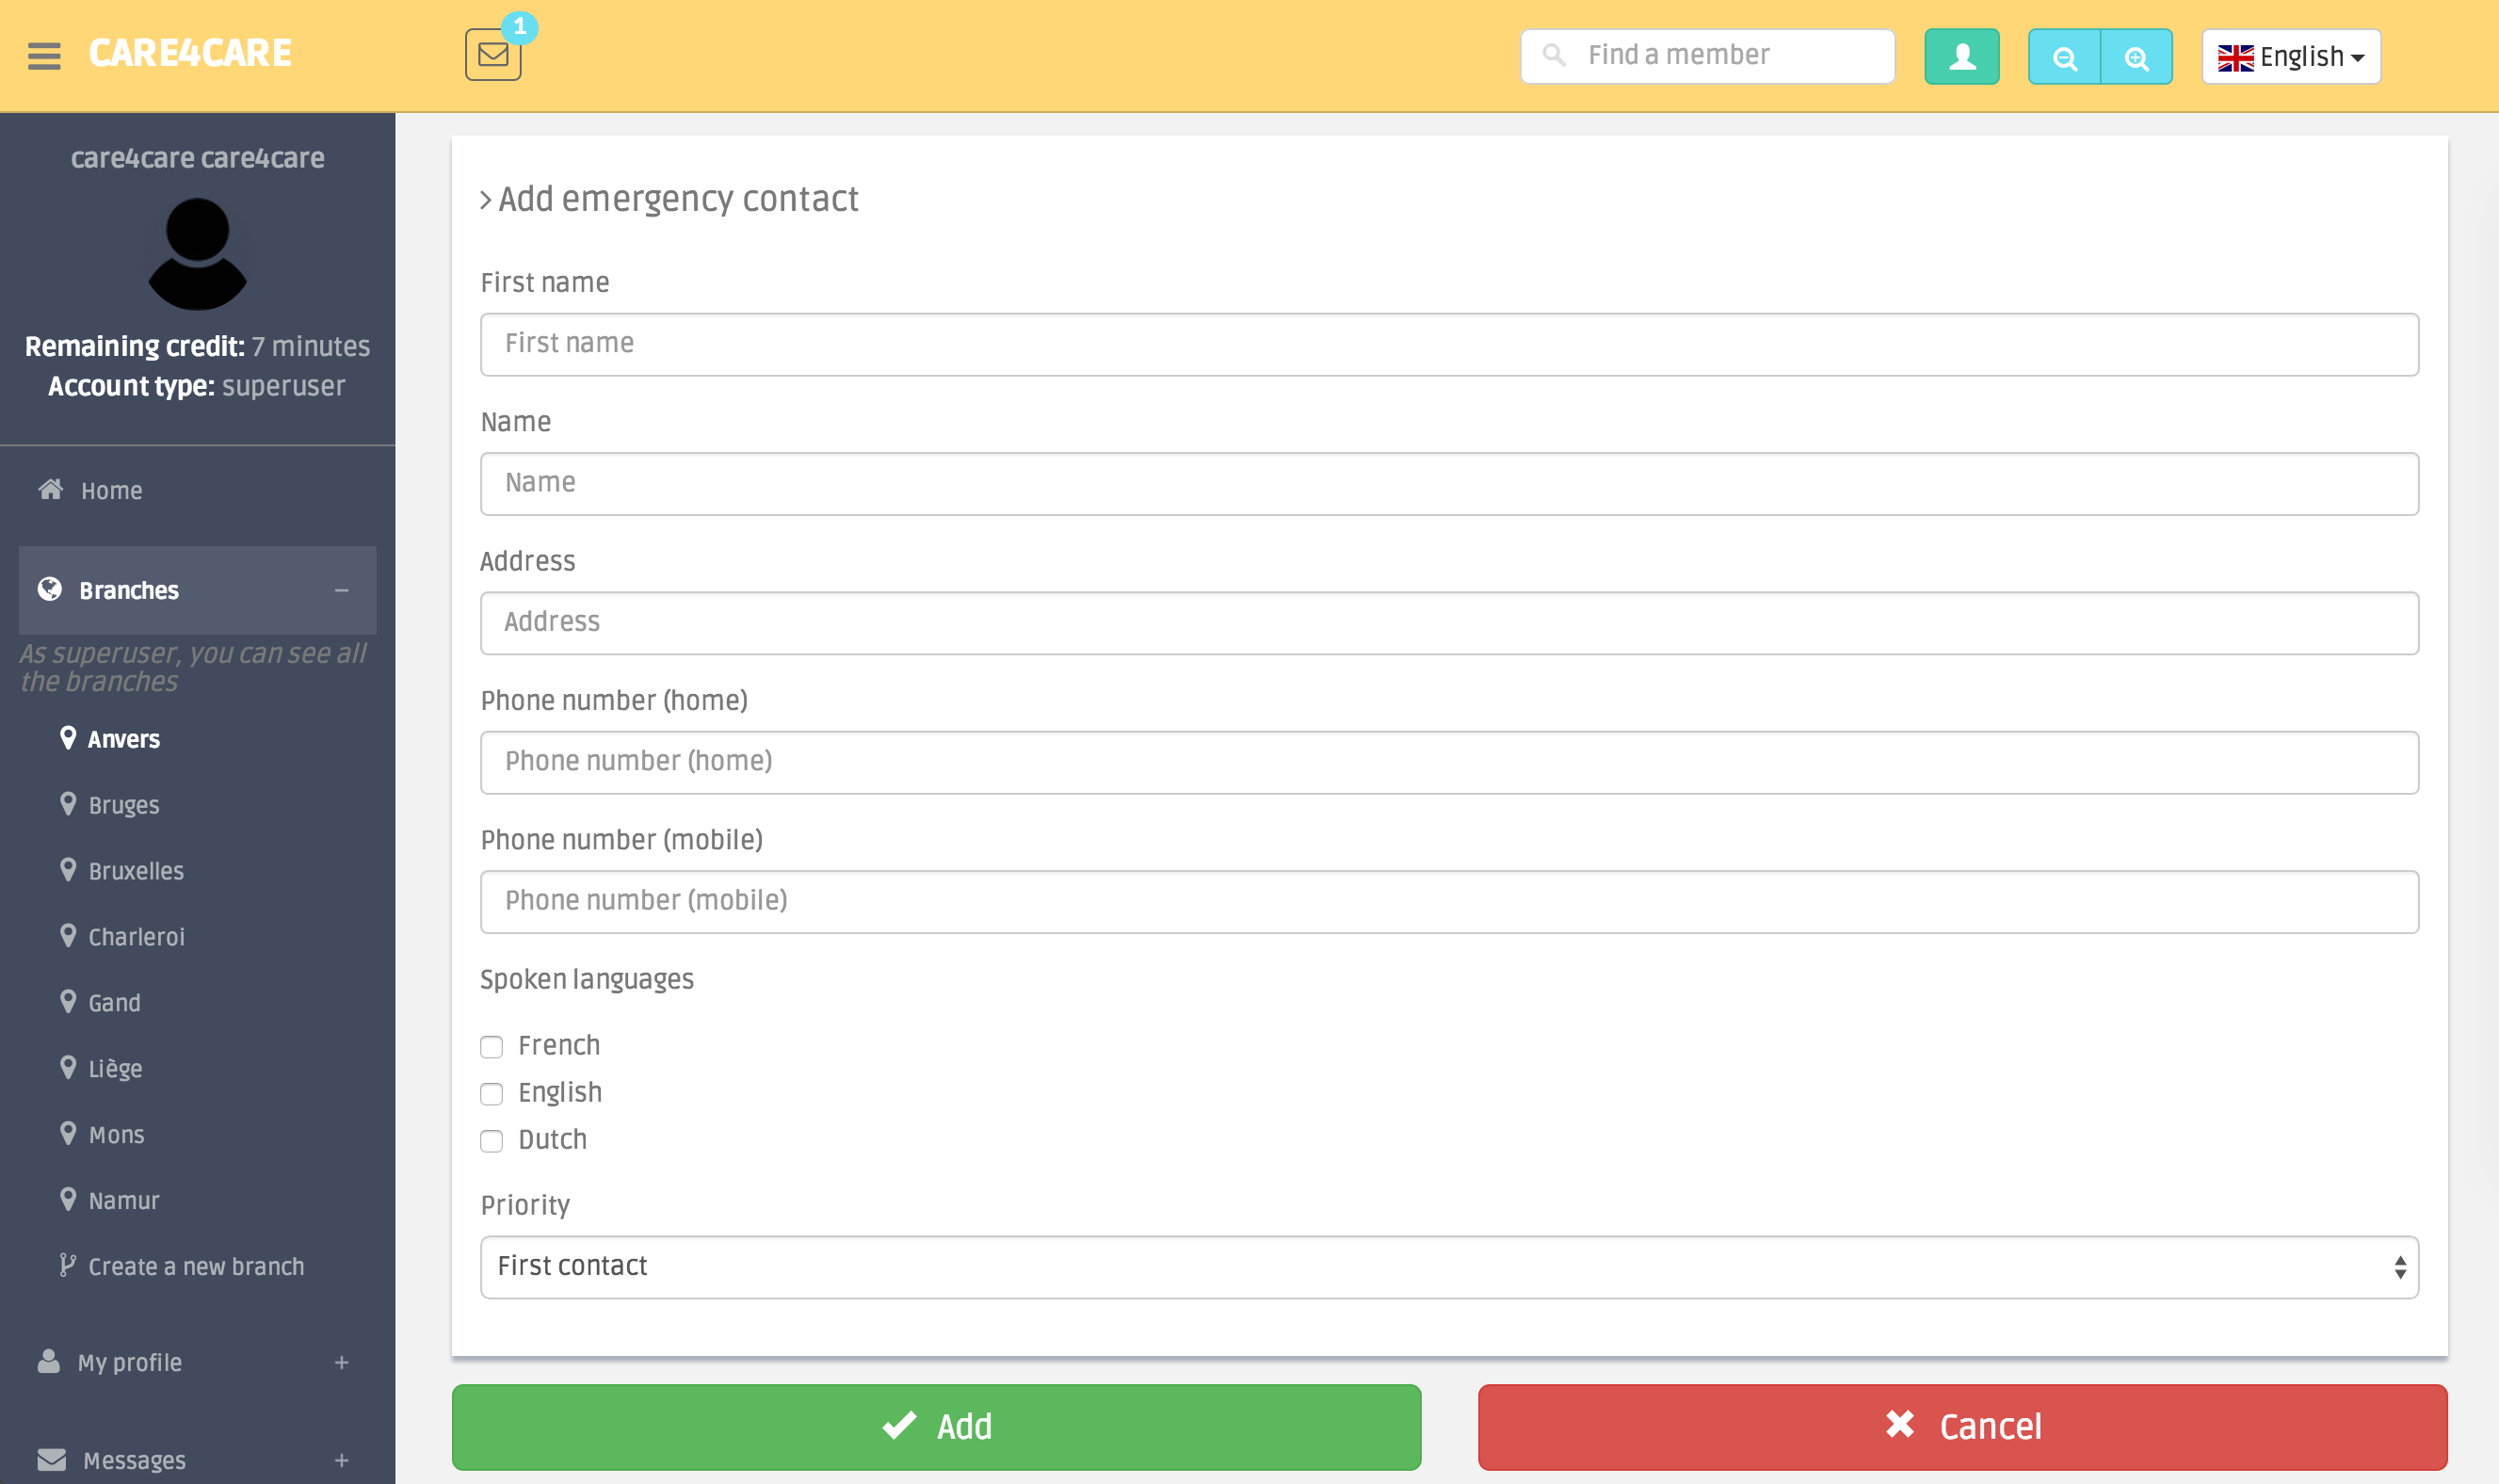 CARE4CARE
1
Find a member
English
care4care care4care
Remaining credit: 7 minutes
Account type: superuser
Home
Branches
As superuser, you can see all
the branches
Anvers
Bruges
Bruxelles
Charleroi
Gand
Liège
Mons
Namur
Create a new branch
My profile
Messages
Add emergency contact
First name
First name
Name
Name
Address
Address
Phone number (home)
Phone number (home)
Phone number (mobile)
Phone number (mobile)
Spoken languages
French
English
Dutch
Priority
First contact
Add
Cancel